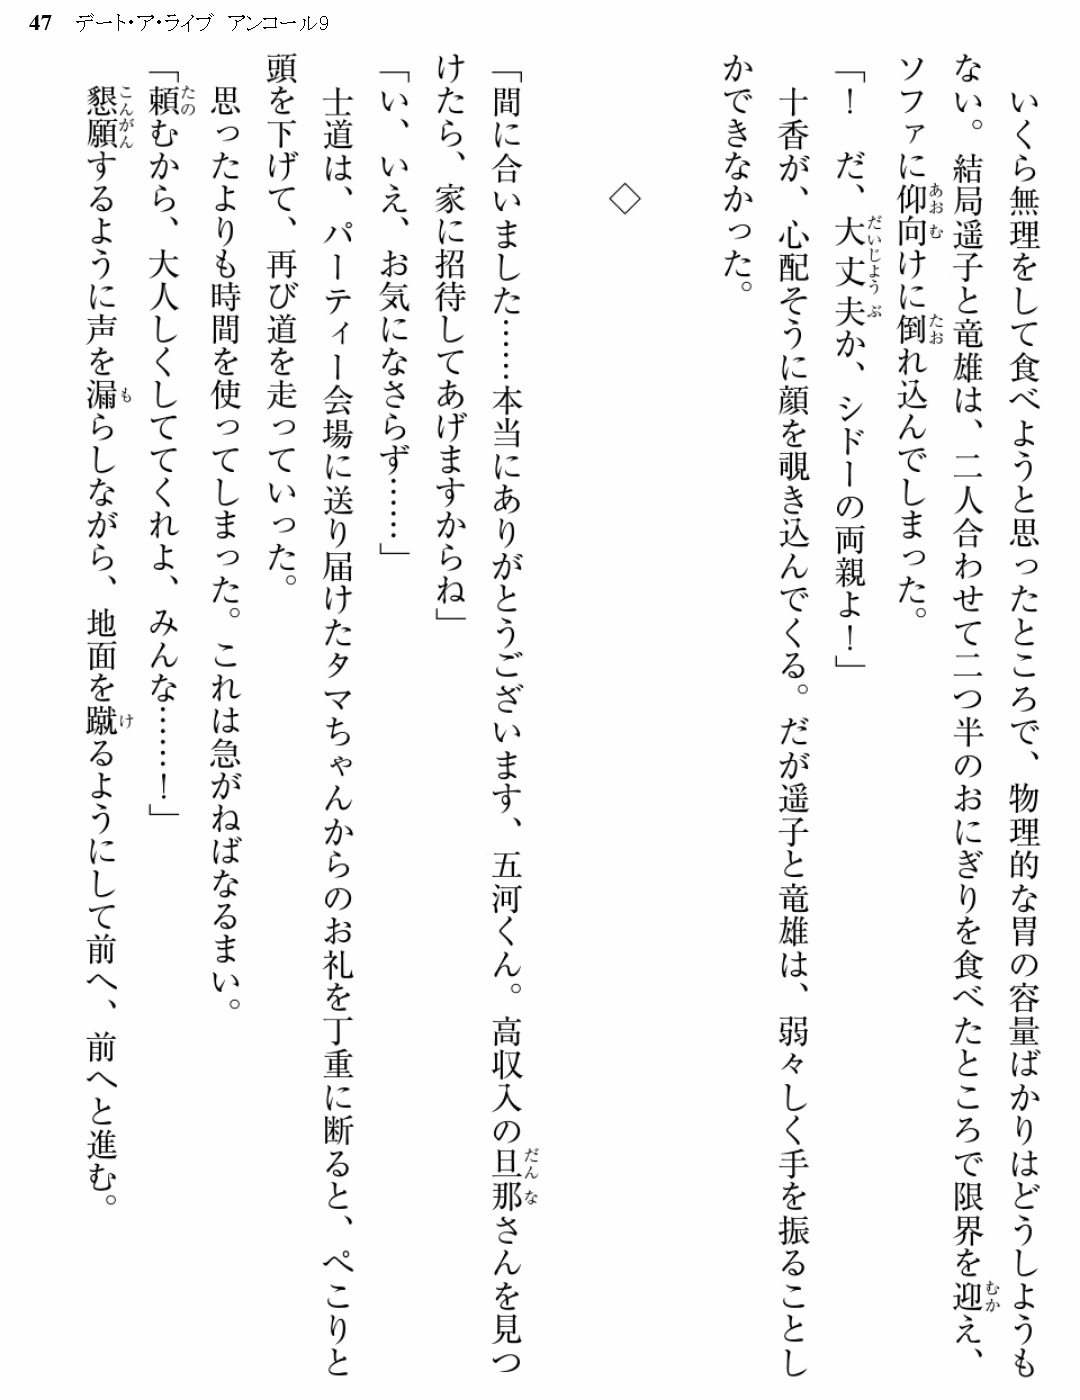 47 デート・ア・ライブ アンコール9
　いくら無理をして食べようと思ったところで、物理的な胃の容量ばかりはどうしようも
ない。結局遥子と竜雄は、二人合わせて二つ半のおにぎりを食べたところで限界を迎え、
ソファに仰向けに倒れ込んでしまった。
「！　だ、大丈夫か、シドーの両親よ！」
　十香が、心配そうに顔を覗き込んでくる。だが遥子と竜雄は、弱々しく手を振ることし
かできなかった。
◇
「間に合いました……本当にありがとうございます、五河くん。高収入の旦那さんを見つ
けたら、家に招待してあげますからね」
「い、いえ、お気になさらず……」
　士道は、パーティー会場に送り届けたタマちゃんからのお礼を丁重に断ると、ぺこりと
頭を下げて、再び道を走っていった。
　思ったよりも時間を使ってしまった。これは急がねばなるまい。
「頼むから、大人しくしててくれよ、みんな……！」
　懇願するように声を漏らしながら、地面を蹴るようにして前へ、前へと進む。